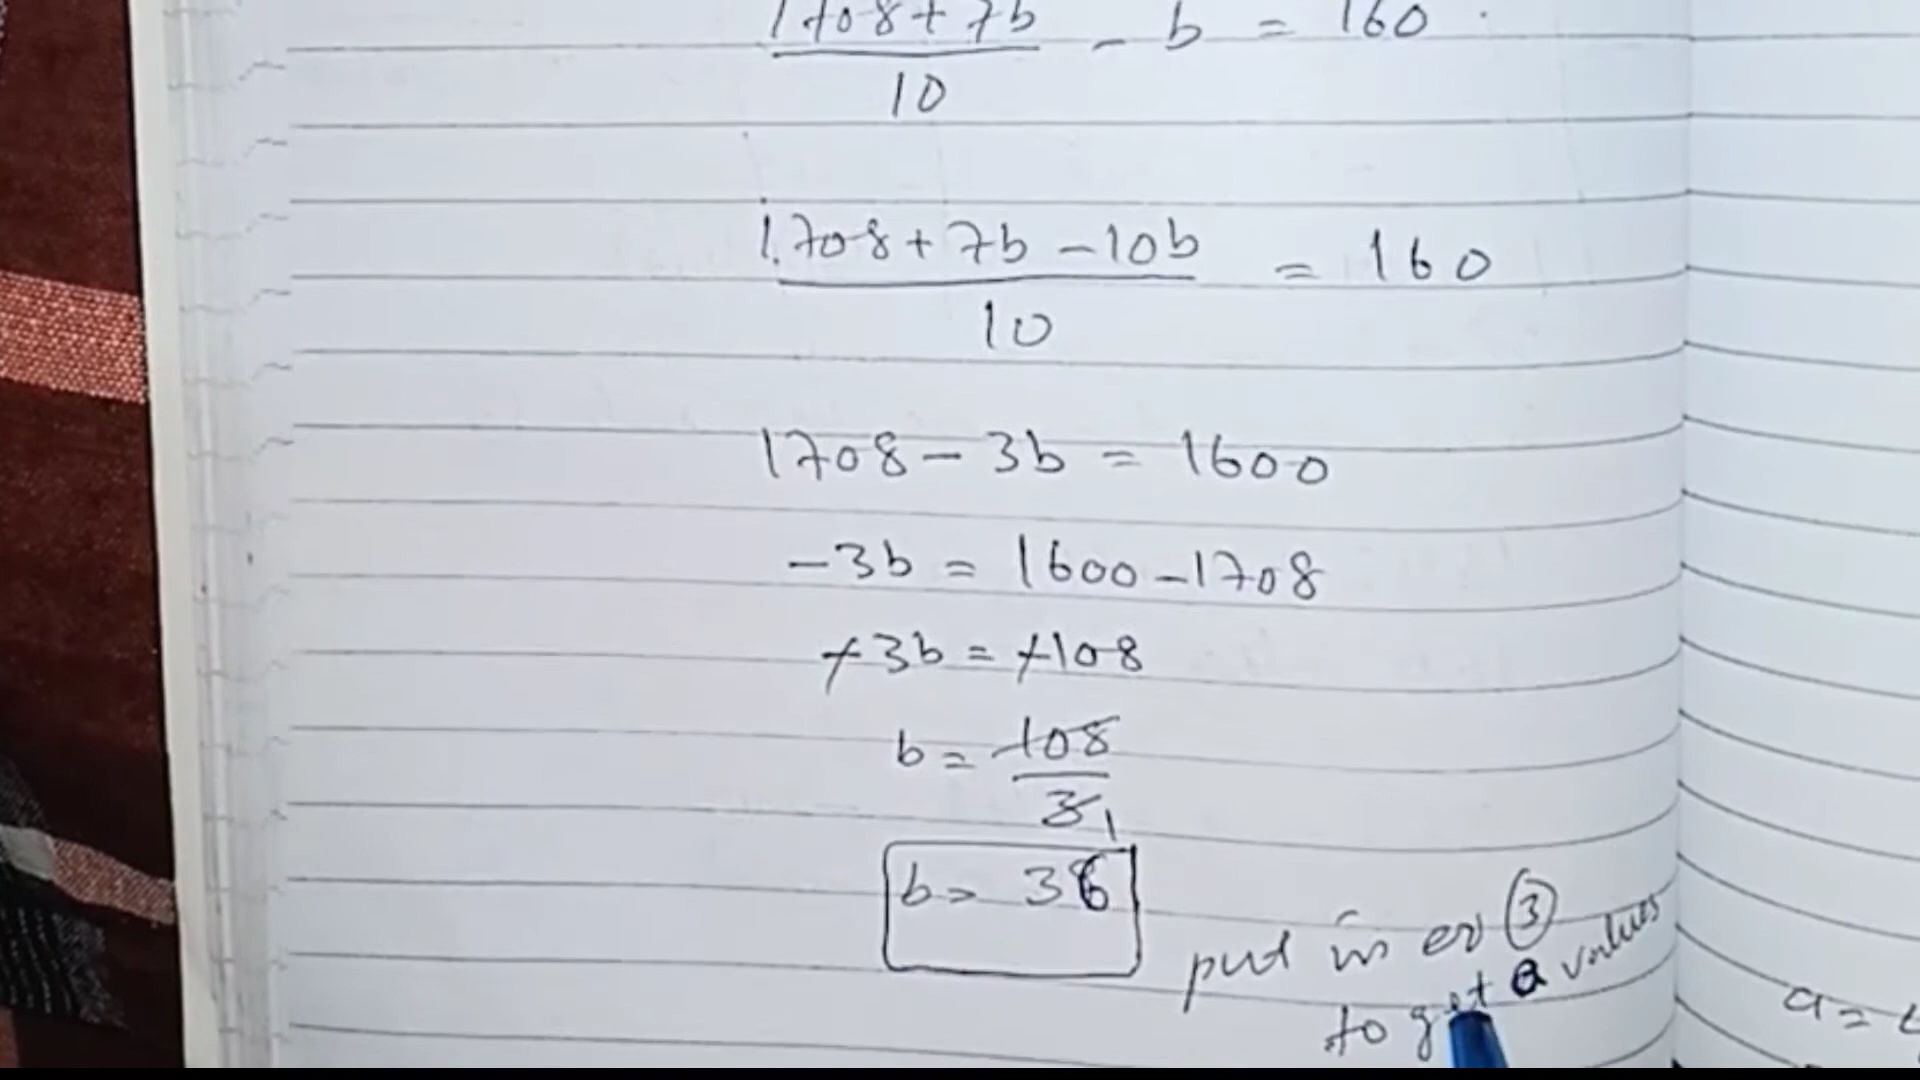 1708 + 7b / 10 - b = 160
1708 + 7b - 10b / 10 = 160
1708 - 3b = 1600
-3b = 1600 - 1708
-3b = -108
b = 108 / 3 1
b = 36
put in eq ③
to get a values
a =